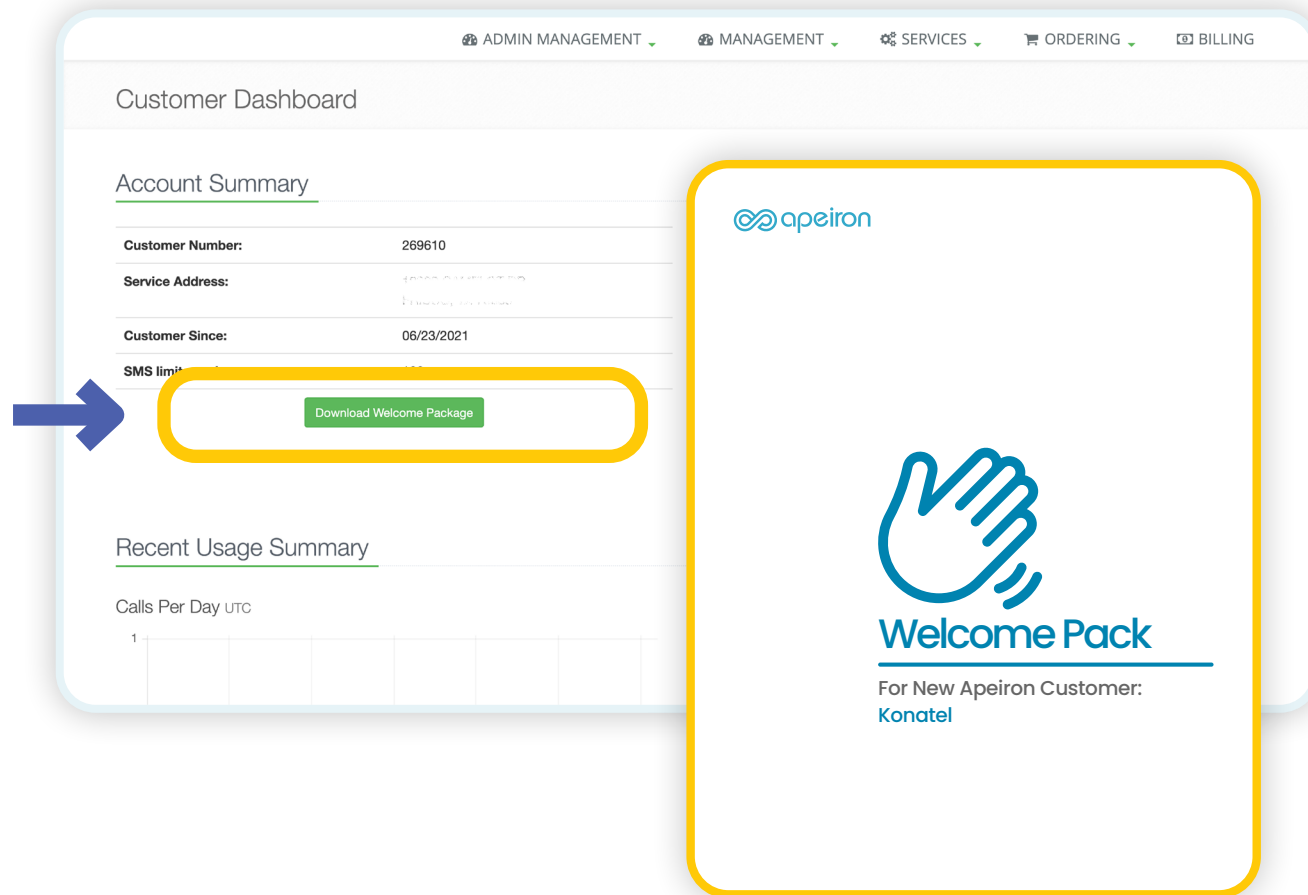 ADMIN MANAGEMENT
MANAGEMENT
SERVICES
ORDERING
BILLING
Customer Dashboard
Account Summary
Customer Number: 269610
Service Address:
Customer Since: 06/23/2021
SMS limit
Download Welcome Package
Recent Usage Summary
Calls Per Day UTC
1
apeiron
Welcome Pack
For New Apeiron Customer:
Konatel